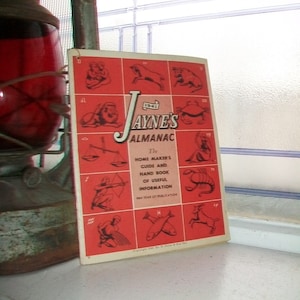 JAYNE'S
ALMANAC
The
HOME MAKER'S
GUIDE AND
HAND BOOK
OF USEFUL
INFORMATION